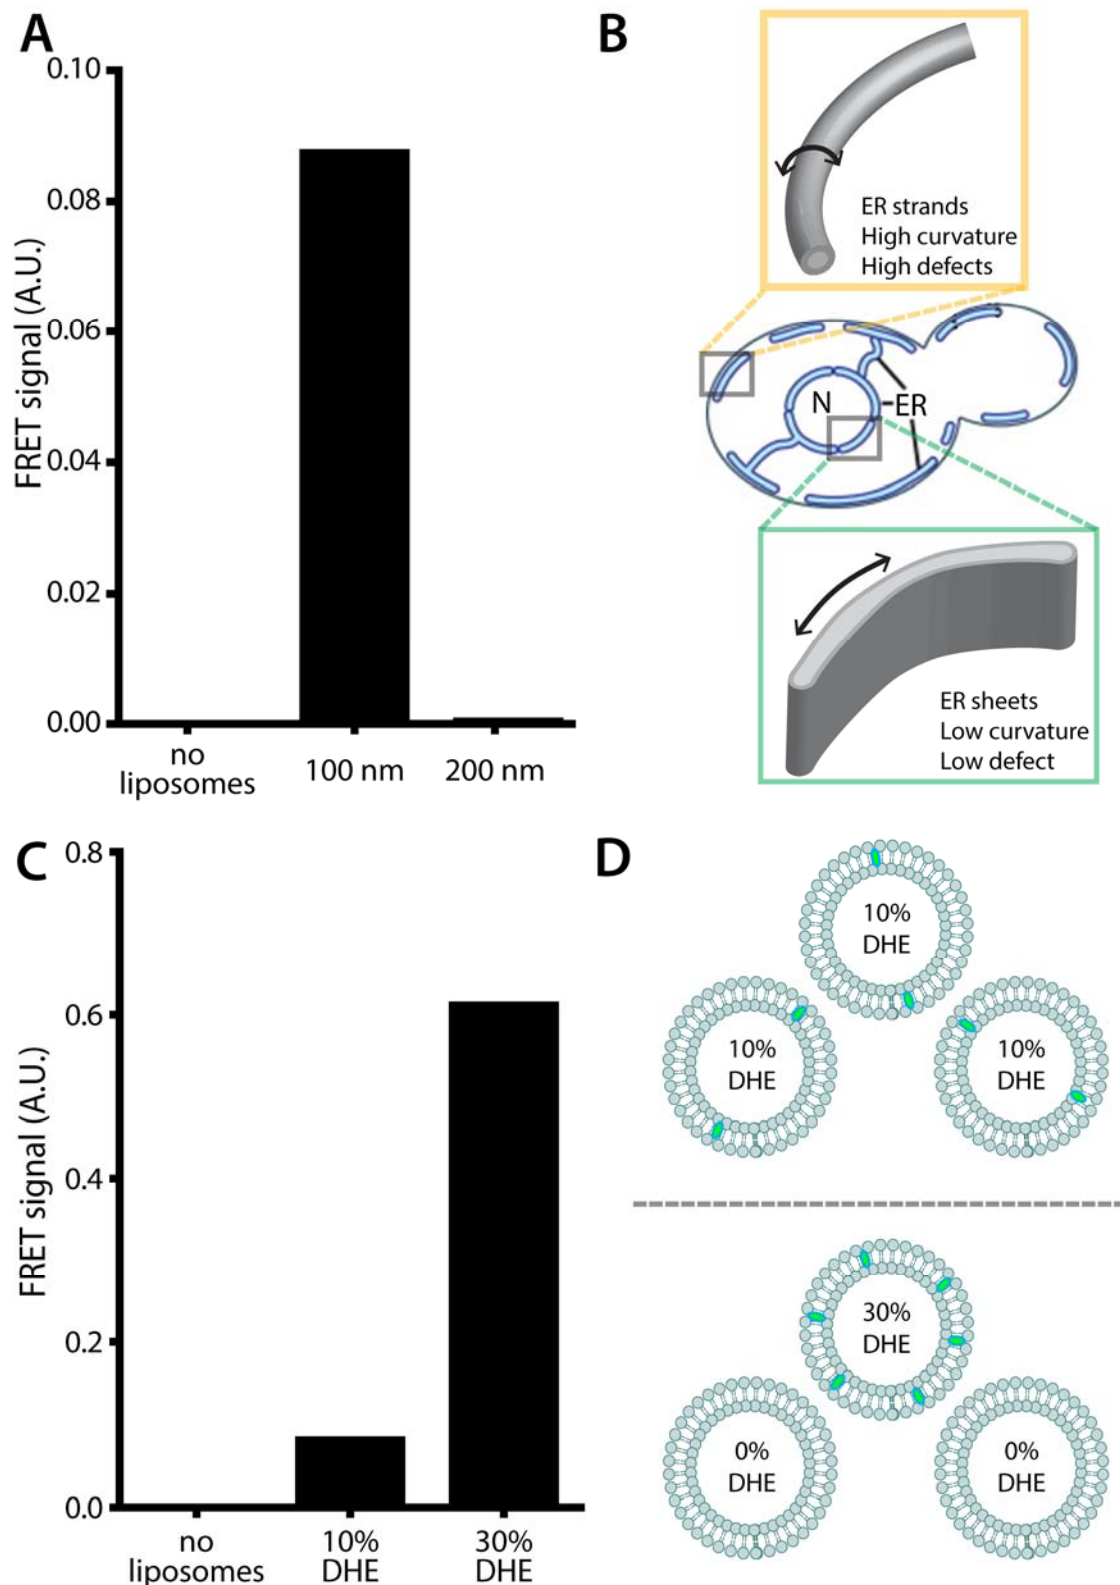 A
FRET signal (A.U.)
0.10
0.08
0.06
0.04
0.02
0.00
no
liposomes
100 nm
200 nm
B
ER strands
High curvature
High defects
N
ER
ER sheets
Low curvature
Low defect
C
FRET signal (A.U.)
0.8
0.6
0.4
0.2
0.0
no
liposomes
10%
DHE
30%
DHE
D
10%
DHE
10%
DHE
10%
DHE
30%
DHE
0%
DHE
0%
DHE